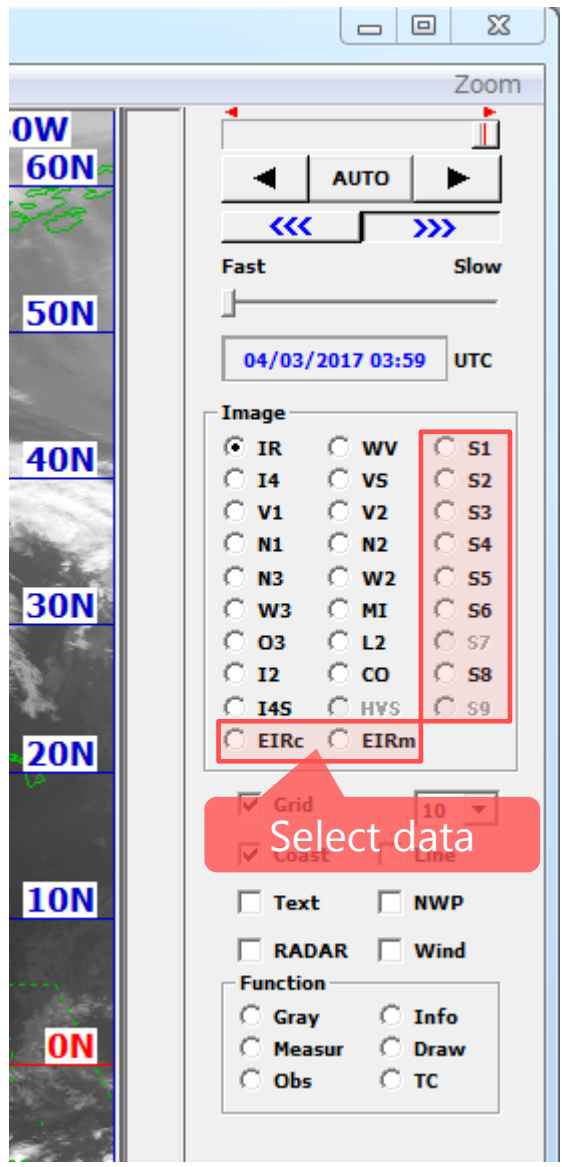 Zoom
0W
60N
AUTO
<<< >>>
Fast Slow
50N
04/03/2017 03:59 UTC
Image
IR WV S1
40N
I4 VS S2
V1 V2 S3
N1 N2 S4
N3 W2 S5
30N
W3 MI S6
O3 L2 S7
I2 CO S8
I4S HVS S9
EIRc EIRm
20N
Grid 10
Select data
Coast Line
10N
Text NWP
RADAR Wind
Function
Gray Info
0N
Measur Draw
Obs TC